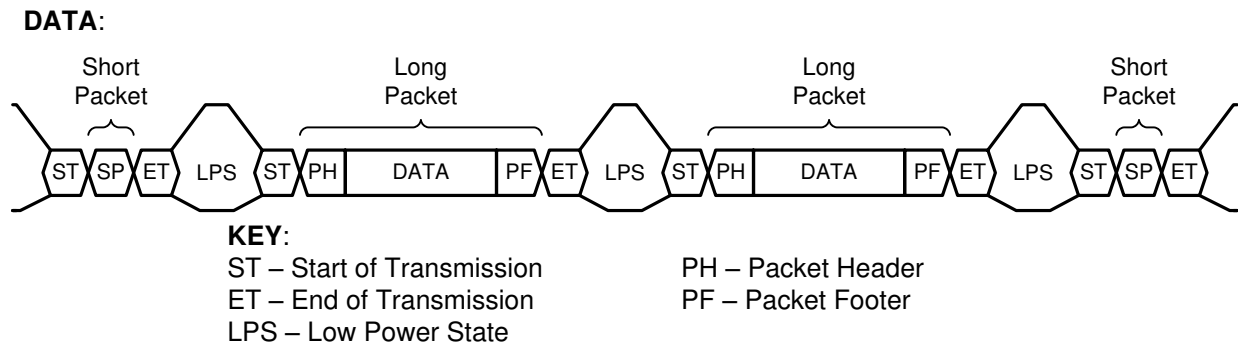 DATA:
Short Packet
Long Packet
Long Packet
Short Packet
ST SP ET LPS ST PH DATA PF ET LPS ST PH DATA PF ET LPS ST SP ET
KEY:
ST – Start of Transmission
PH – Packet Header
ET – End of Transmission
PF – Packet Footer
LPS – Low Power State